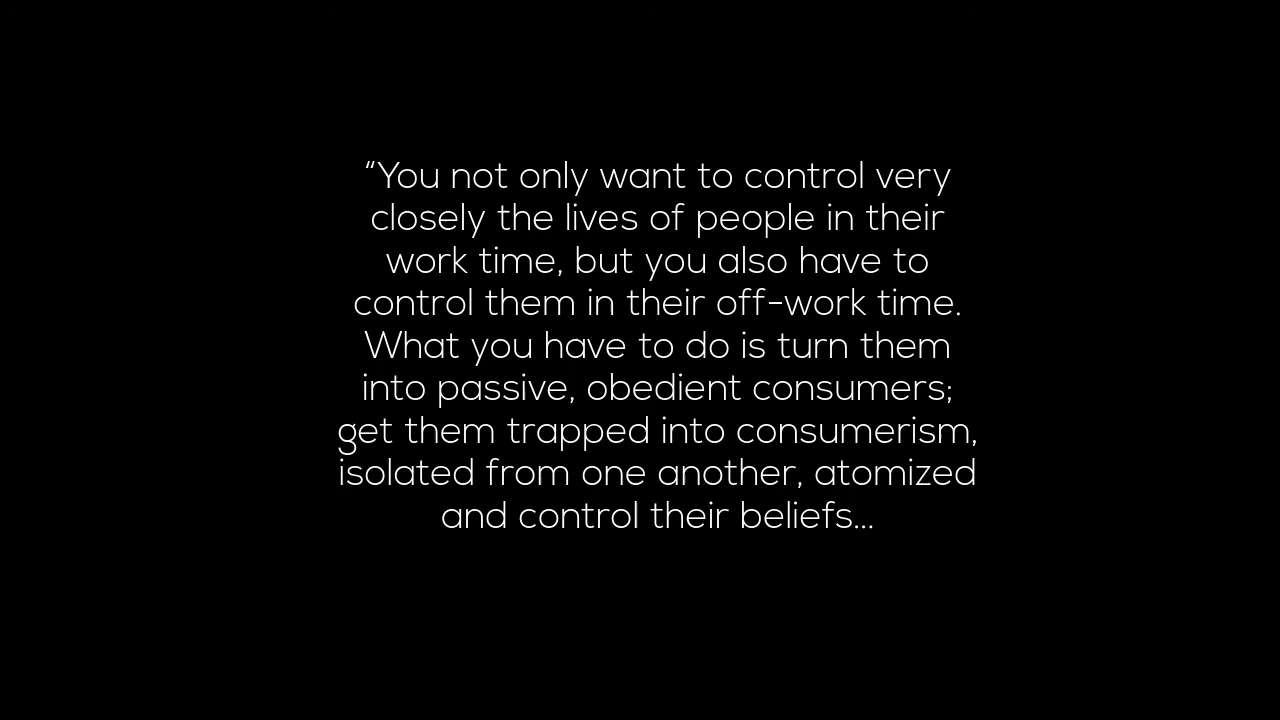 “You not only want to control very
closely the lives of people in their
work time, but you also have to
control them in their off-work time.
What you have to do is turn them
into passive, obedient consumers;
get them trapped into consumerism,
isolated from one another, atomized
and control their beliefs...